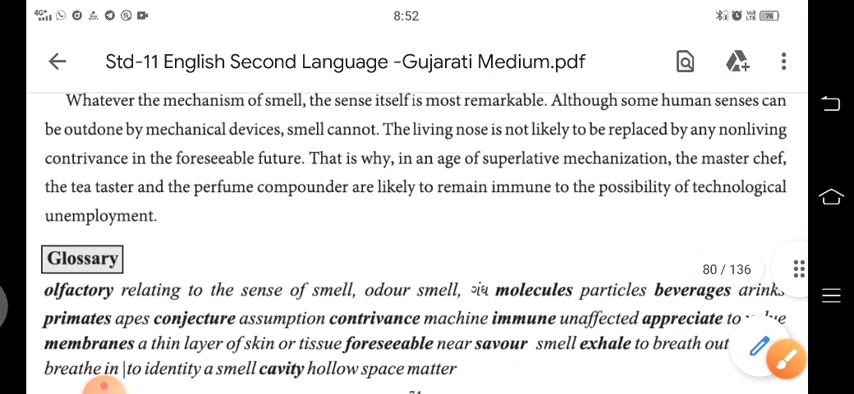 4G+
8:52
76
Std-11 English Second Language -Gujarati Medium.pdf
Whatever the mechanism of smell, the sense itself is most remarkable. Although some human senses can
be outdone by mechanical devices, smell cannot. The living nose is not likely to be replaced by any nonliving
contrivance in the foreseeable future. That is why, in an age of superlative mechanization, the master chef,
the tea taster and the perfume compounder are likely to remain immune to the possibility of technological
unemployment.
Glossary
80 / 136
olfactory relating to the sense of smell, odour smell, ગંધ molecules particles beverages drinks
primates apes conjecture assumption contrivance machine immune unaffected appreciate to
membranes a thin layer of skin or tissue foreseeable near savour smell exhale to breath out
breathe in |to identity a smell cavity hollow space matter